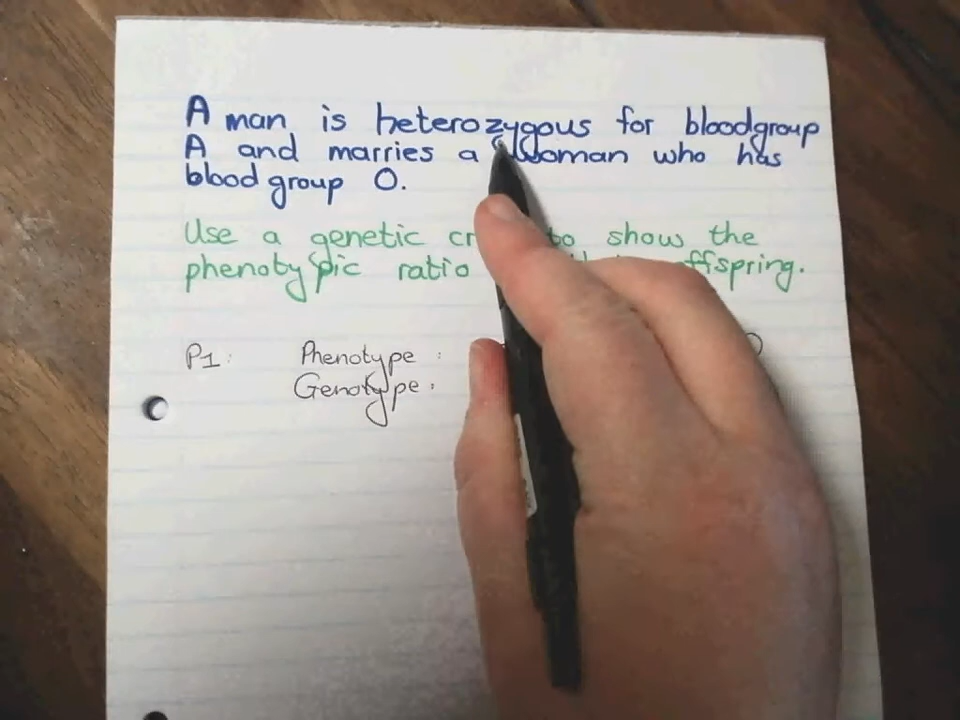 A man is heterozygous for bloodgroup
A and marries a woman who has
blood group O.
Use a genetic to show the
phenotypic ratio offspring.
P1: Phenotype :
Genotype :